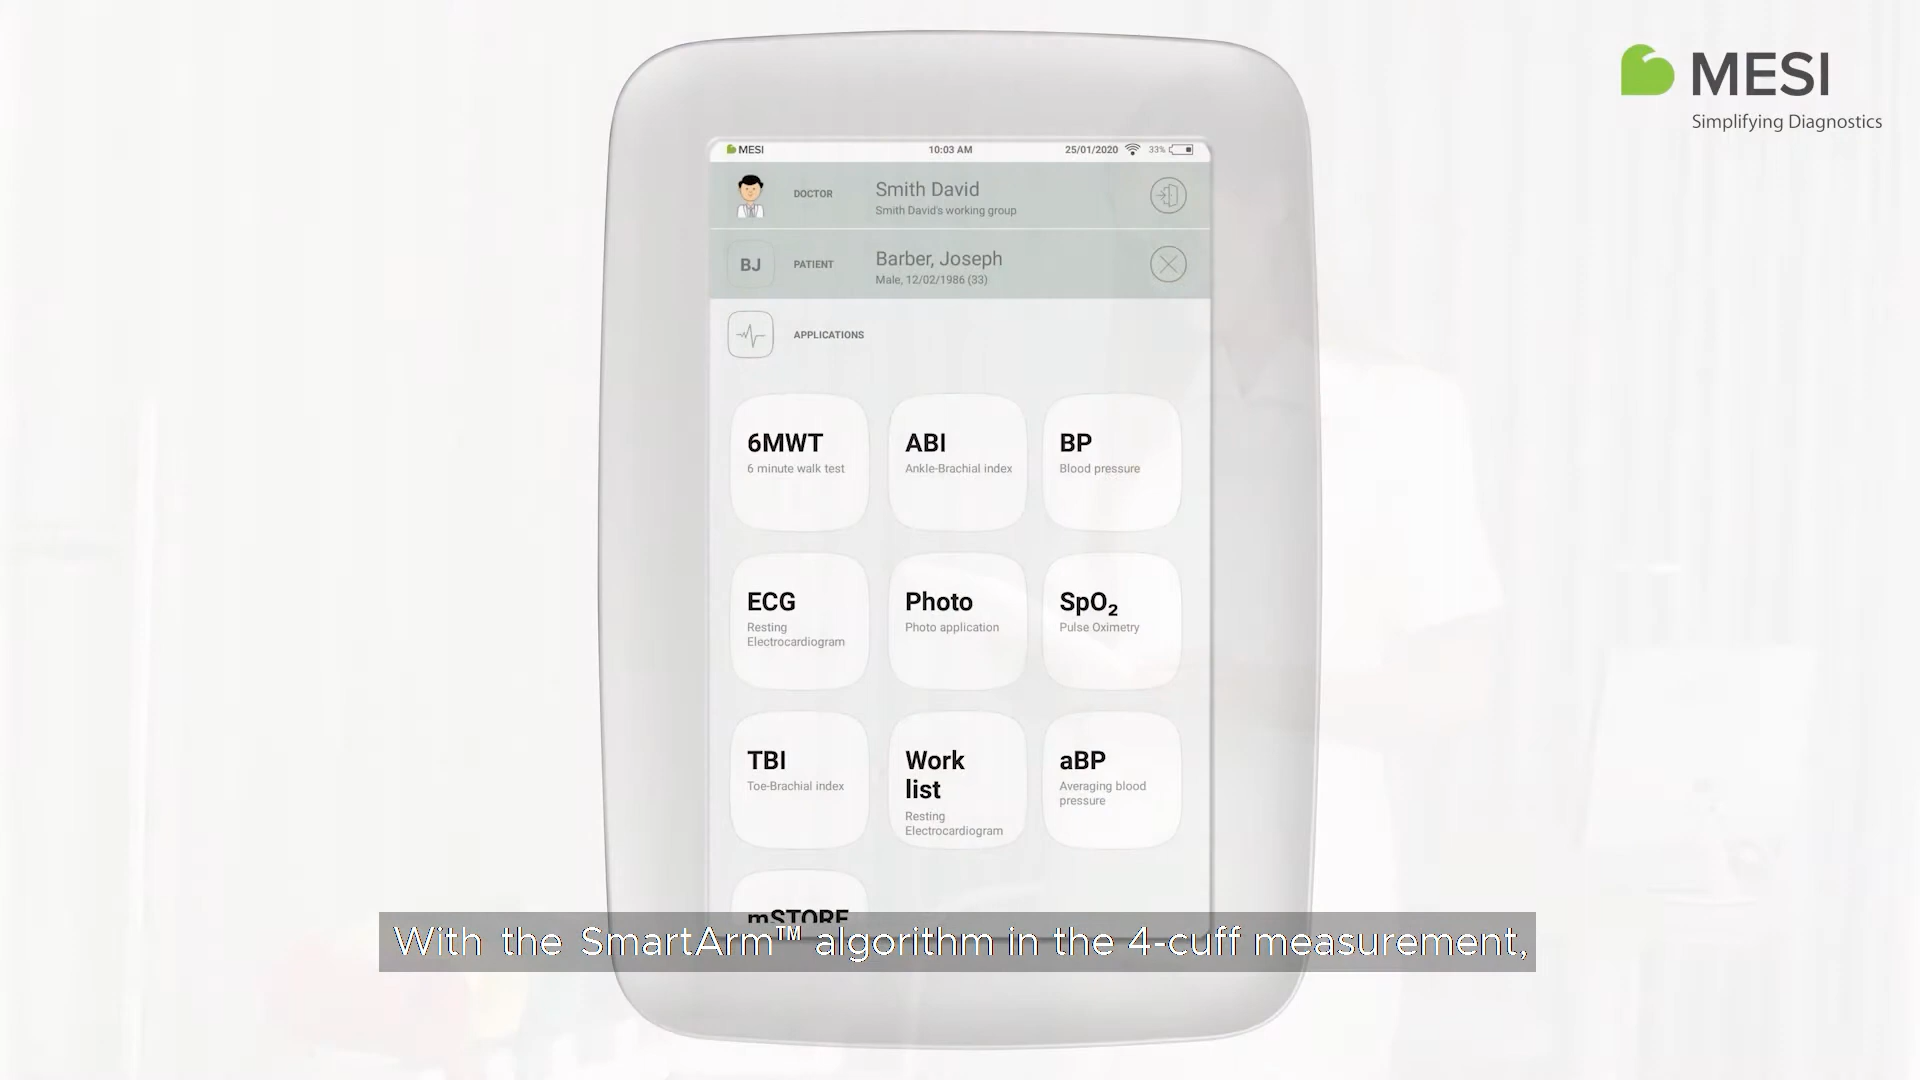 MESI
Simplifying Diagnostics
MESI
10:03 AM
25/01/2020
33%
DOCTOR
Smith David
Smith David's working group
BJ
PATIENT
Barber, Joseph
Male, 12/02/1986 (33)
APPLICATIONS
6MWT
6 minute walk test
ABI
Ankle-Brachial index
BP
Blood pressure
ECG
Resting
Electrocardiogram
Photo
Photo application
SpO₂
Pulse Oximetry
TBI
Toe-Brachial index
Work
list
Resting
Electrocardiogram
aBP
Averaging blood
pressure
mSTORE
With the SmartArm™ algorithm in the 4-cuff measurement,